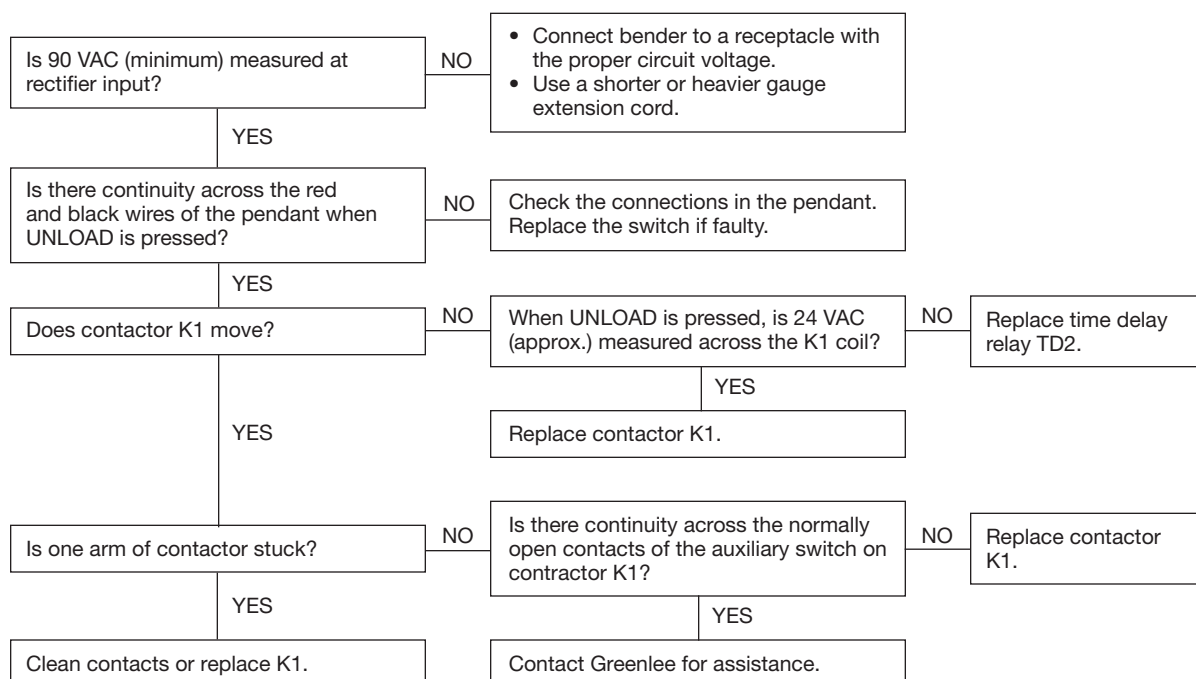 Is 90 VAC (minimum) measured at
rectifier input?
NO
• Connect bender to a receptacle with
the proper circuit voltage.
• Use a shorter or heavier gauge
extension cord.
YES
Is there continuity across the red
and black wires of the pendant when
UNLOAD is pressed?
NO
Check the connections in the pendant.
Replace the switch if faulty.
YES
Does contactor K1 move?
NO
When UNLOAD is pressed, is 24 VAC
(approx.) measured across the K1 coil?
NO
Replace time delay
relay TD2.
YES
Replace contactor K1.
YES
Is one arm of contactor stuck?
NO
Is there continuity across the normally
open contacts of the auxiliary switch on
contractor K1?
NO
Replace contactor
K1.
YES
Clean contacts or replace K1.
YES
Contact Greenlee for assistance.